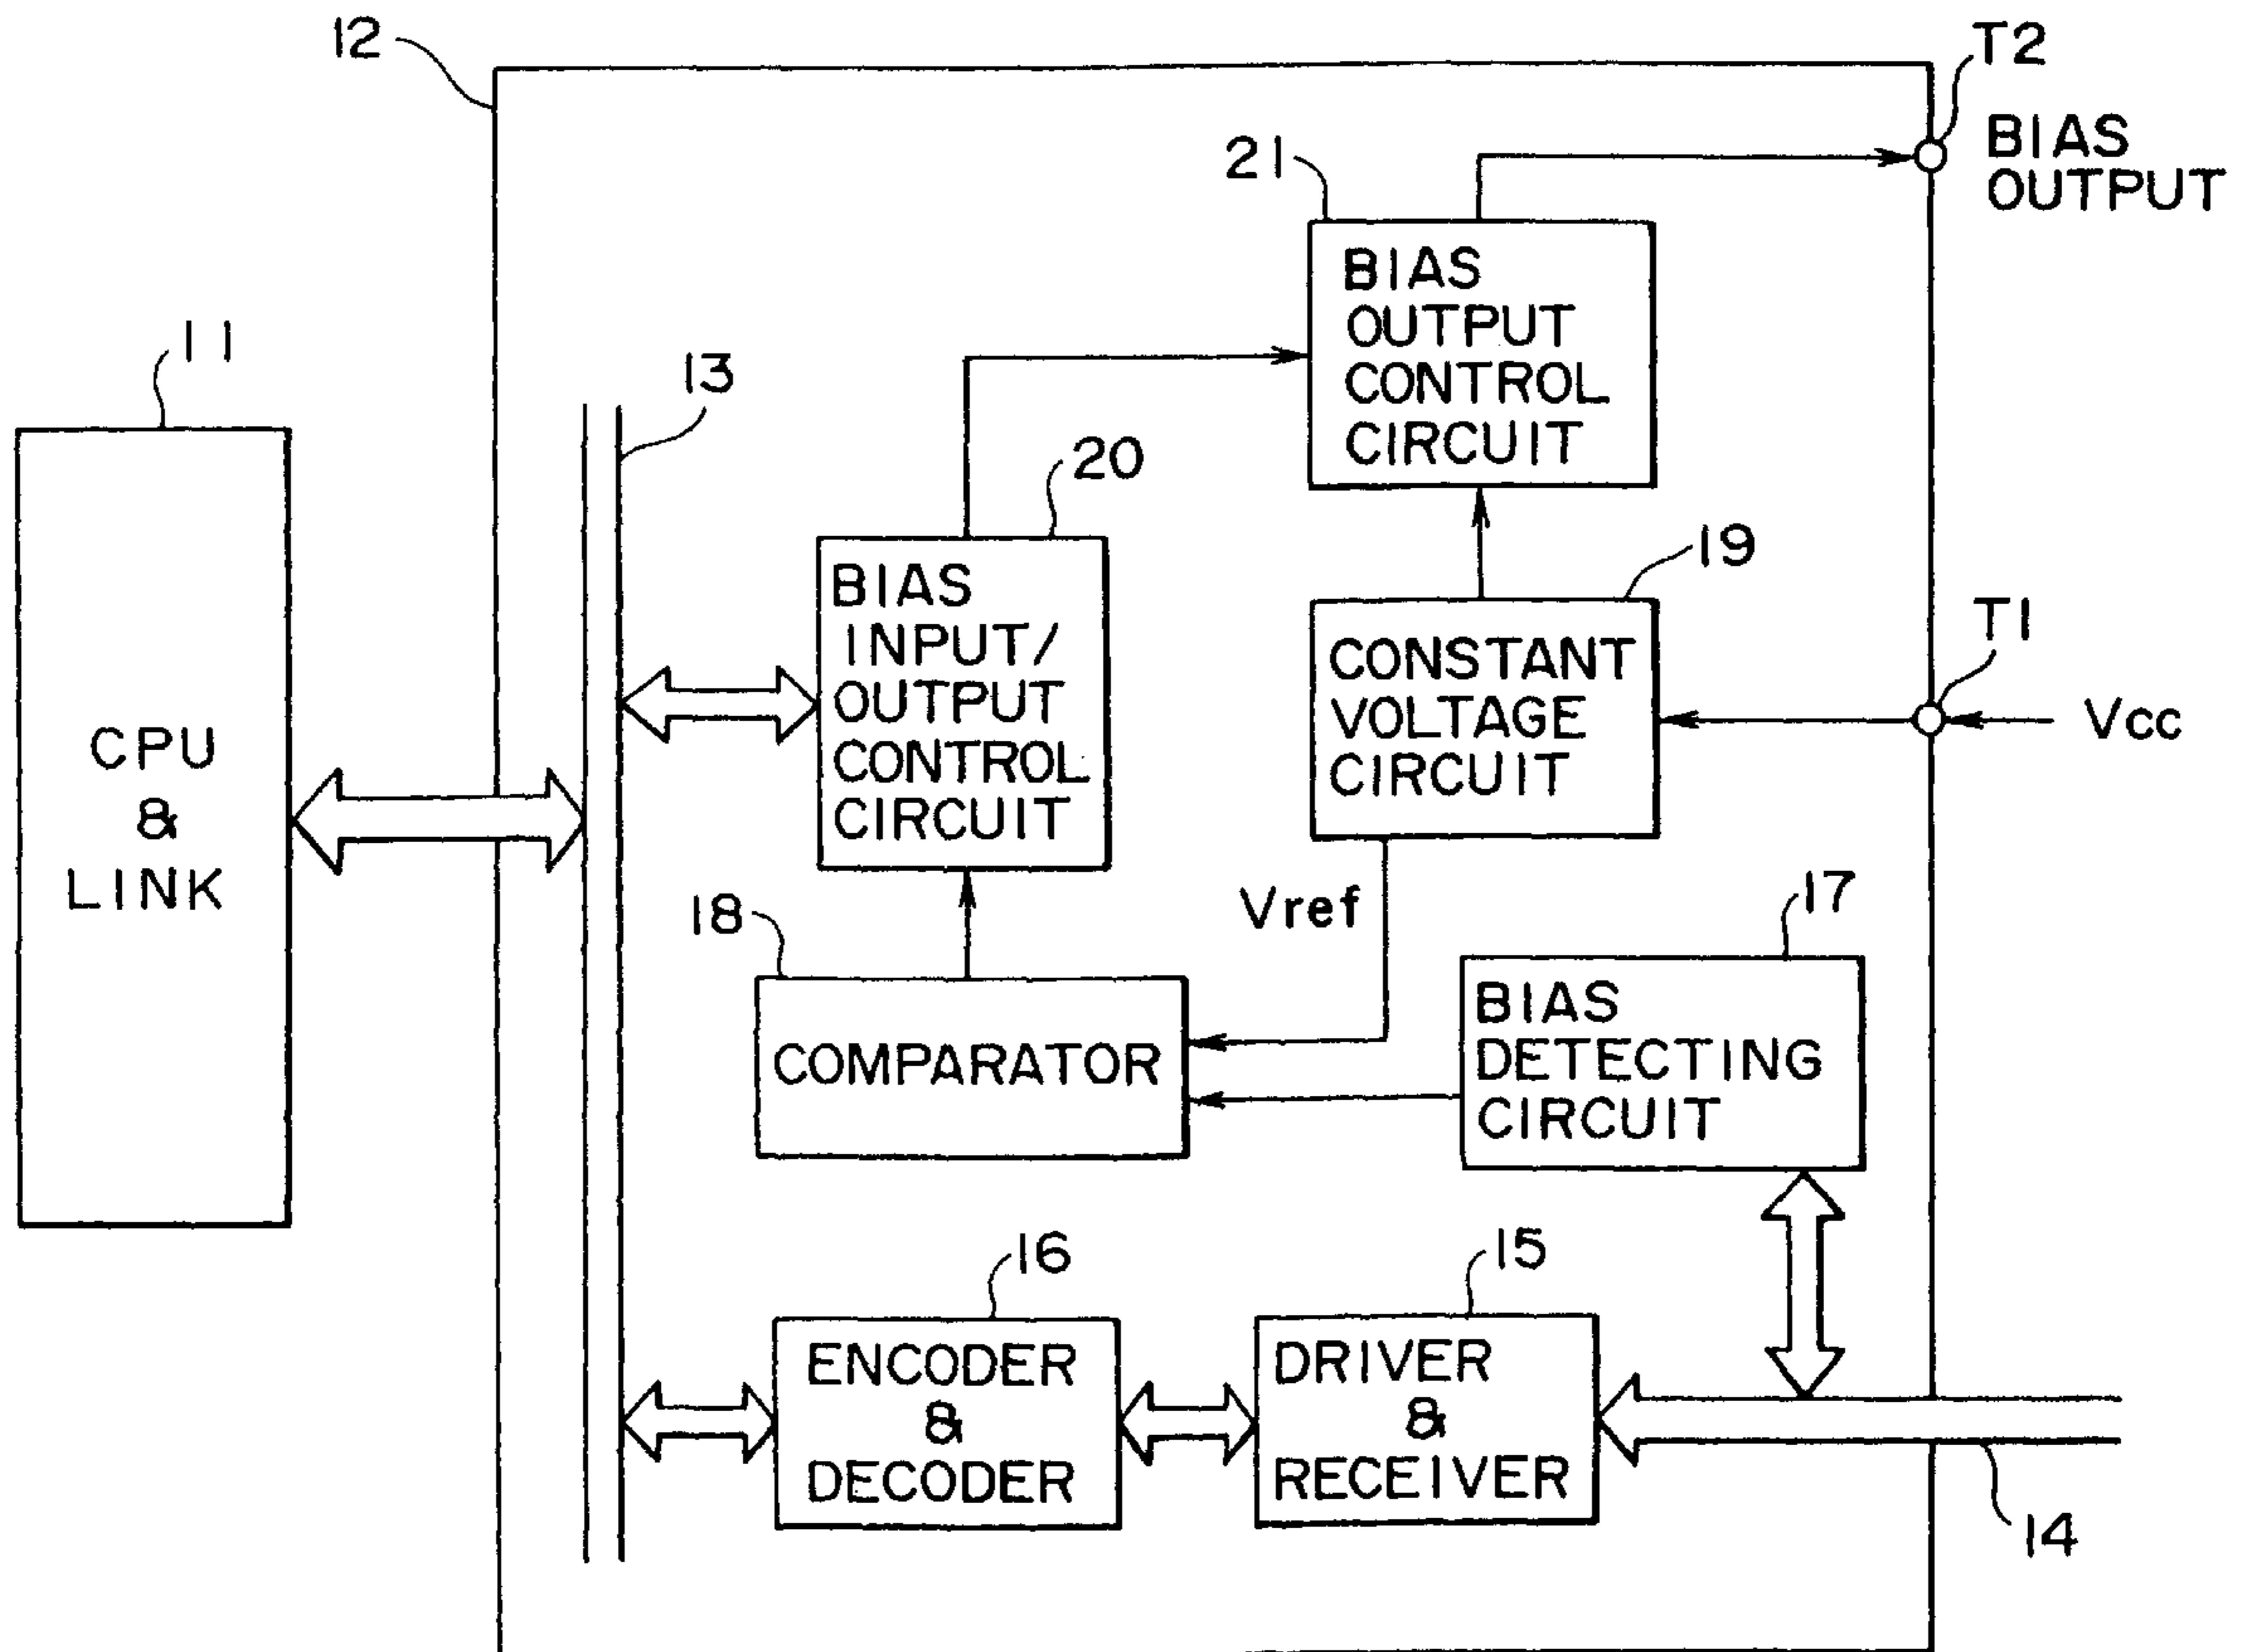 12
T2
BIAS
OUTPUT
21
BIAS
OUTPUT
CONTROL
CIRCUIT
11
13
20
19
BIAS
INPUT/
OUTPUT
CONTROL
CIRCUIT
CONSTANT
VOLTAGE
CIRCUIT
T1
Vcc
CPU
&
LINK
18
Vref
17
COMPARATOR
BIAS
DETECTING
CIRCUIT
16
15
ENCODER
&
DECODER
DRIVER
&
RECEIVER
14